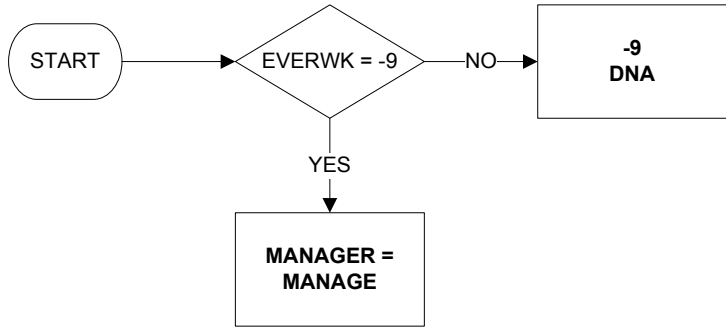 START
EVERWK = -9
NO
-9
DNA
YES
MANAGER =
MANAGE